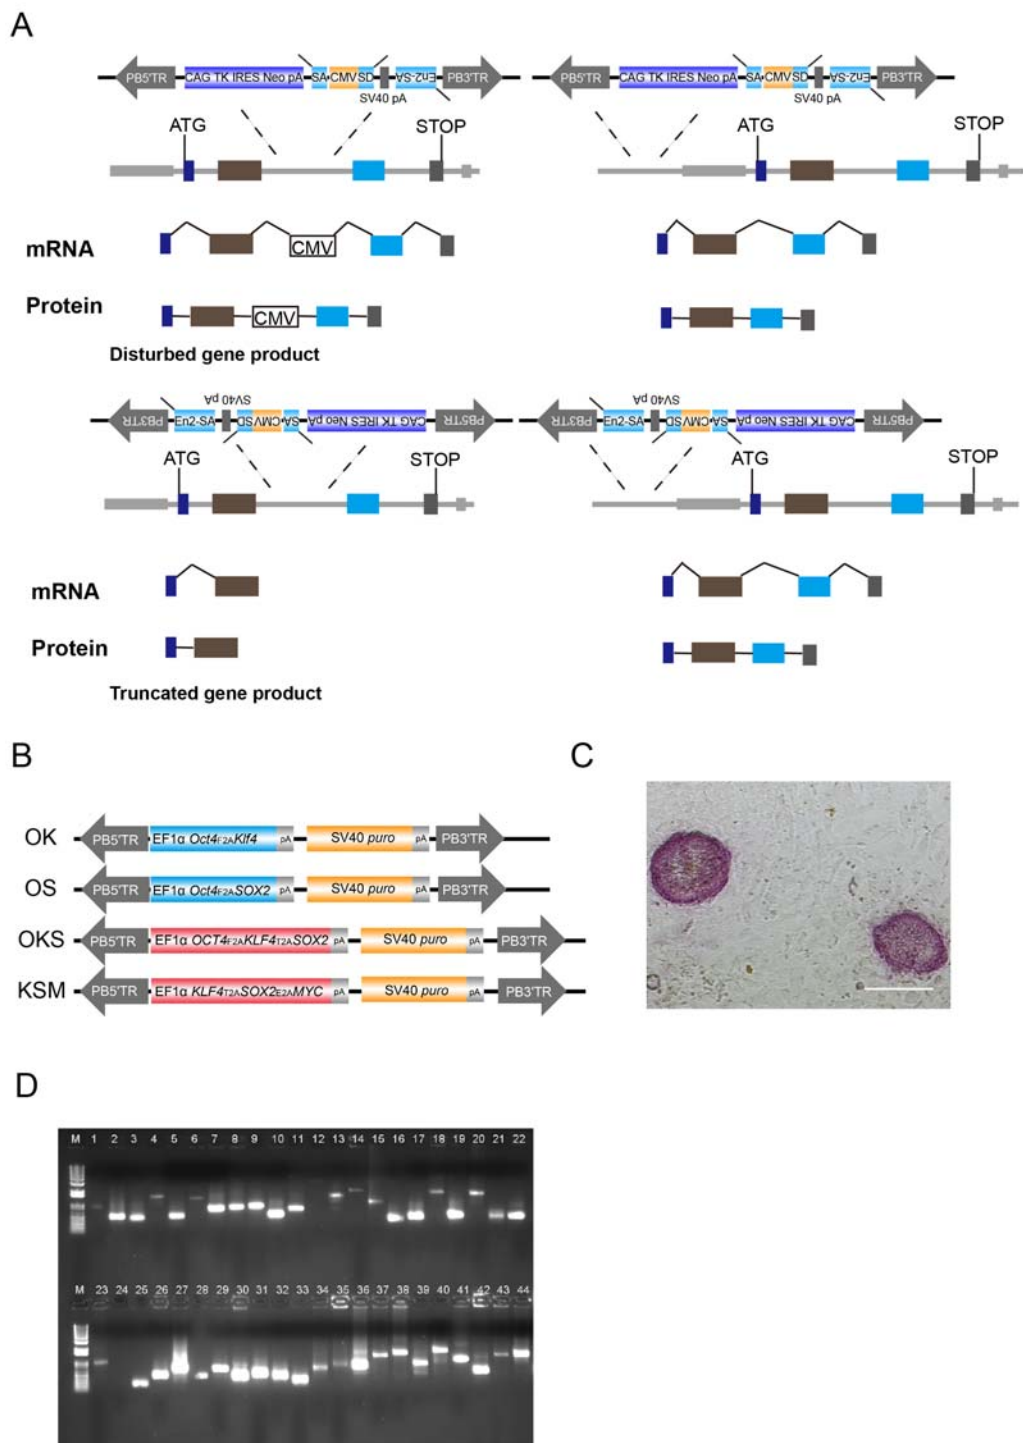 A
PB5'TR CAG TK IRES Neo pA SA CMV SD En2-SA PB3'TR PB5'TR CAG TK IRES Neo pA SA CMV SD En2-SA PB3'TR
SV40 pA SV40 pA
ATG STOP ATG STOP
mRNA CMV
Protein CMV
Disturbed gene product
SV40 pA SV40 pA
PB3'TR En2-SA SD CMV SA CAG TK IRES Neo pA PB5'TR PB3'TR En2-SA SD CMV SA CAG TK IRES Neo pA PB5'TR
ATG STOP ATG STOP
mRNA
Protein
Truncated gene product
B
OK PB5'TR EF1α Oct4F2AKlf4 pA SV40 puro pA PB3'TR
OS PB5'TR EF1α Oct4F2ASOX2 pA SV40 puro pA PB3'TR
OKS PB5'TR EF1α OCT4F2AKLF4T2ASOX2 pA SV40 puro pA PB3'TR
KSM PB5'TR EF1α KLF4T2ASOX2E2AMYC pA SV40 puro pA PB3'TR
C
D
M 1 2 3 4 5 6 7 8 9 10 11 12 13 14 15 16 17 18 19 20 21 22
M 23 24 25 26 27 28 29 30 31 32 33 34 35 36 37 38 39 40 41 42 43 44